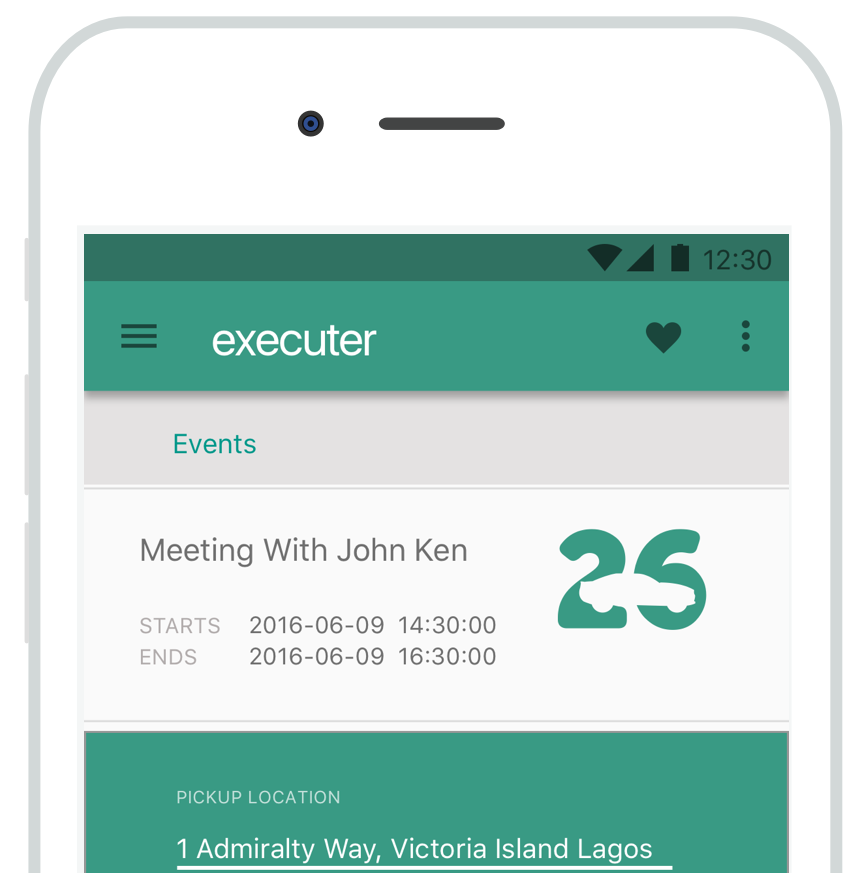 12:30
executer
Events
Meeting With John Ken
26
STARTS 2016-06-09 14:30:00
ENDS 2016-06-09 16:30:00
PICKUP LOCATION
1 Admiralty Way, Victoria Island Lagos